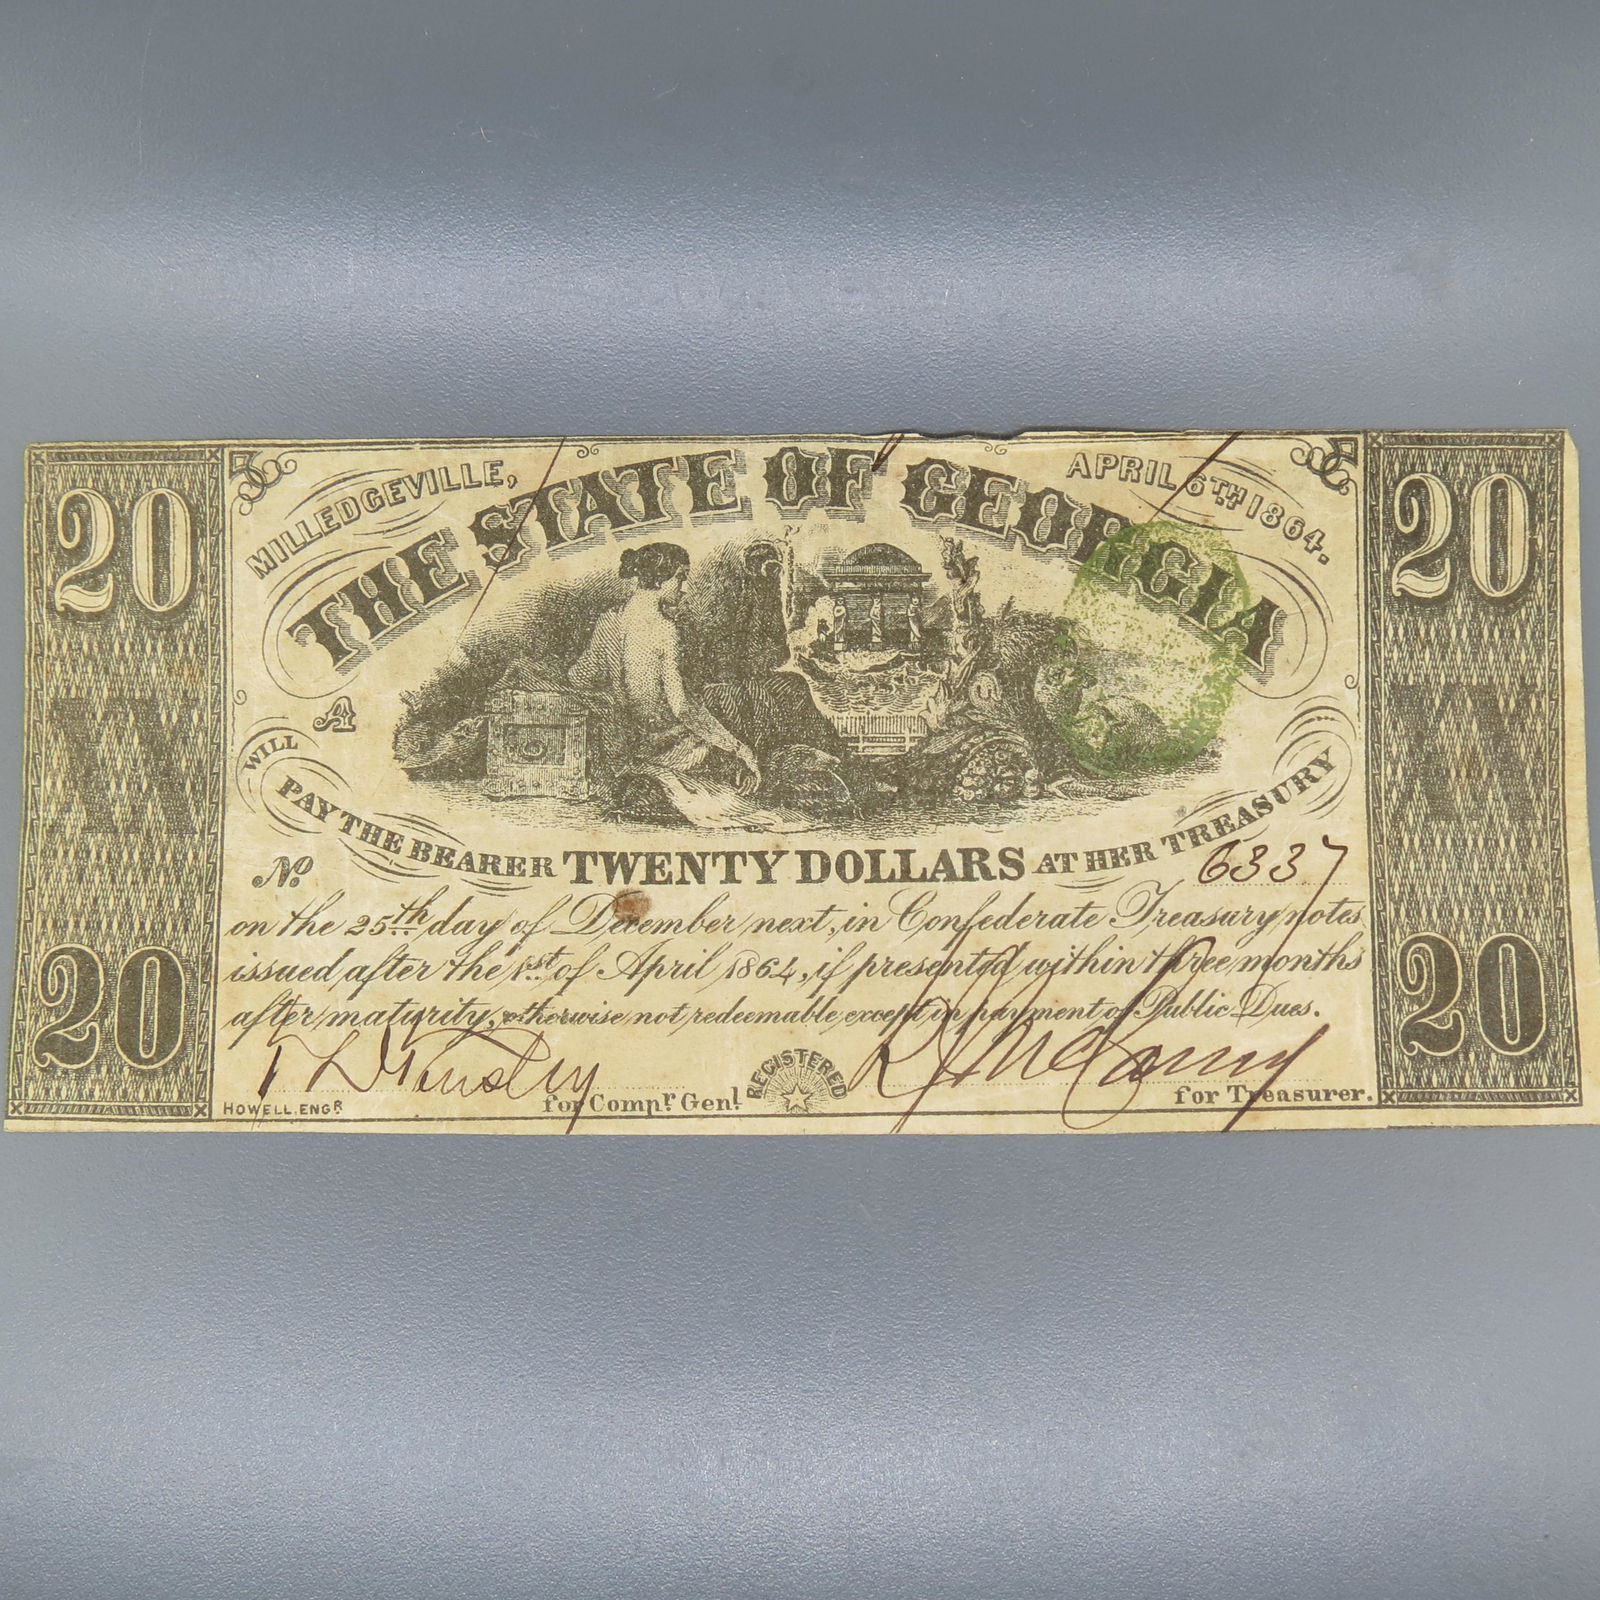 20 20
MILLEDGEVILLE, APRIL 6TH 1864.
THE STATE OF GEORGIA
A
WILL PAY THE BEARER TWENTY DOLLARS AT HER TREASURY
No. 6337
on the 25th day of December next, in Confederate Treasury notes
issued after the 1st of April 1864, if presented within three months
after maturity, otherwise not redeemable except in payment of Public Dues.
REGISTERED
for Compr. Genl. for Treasurer.
HOWELL. ENGR.
XX XX
20 20